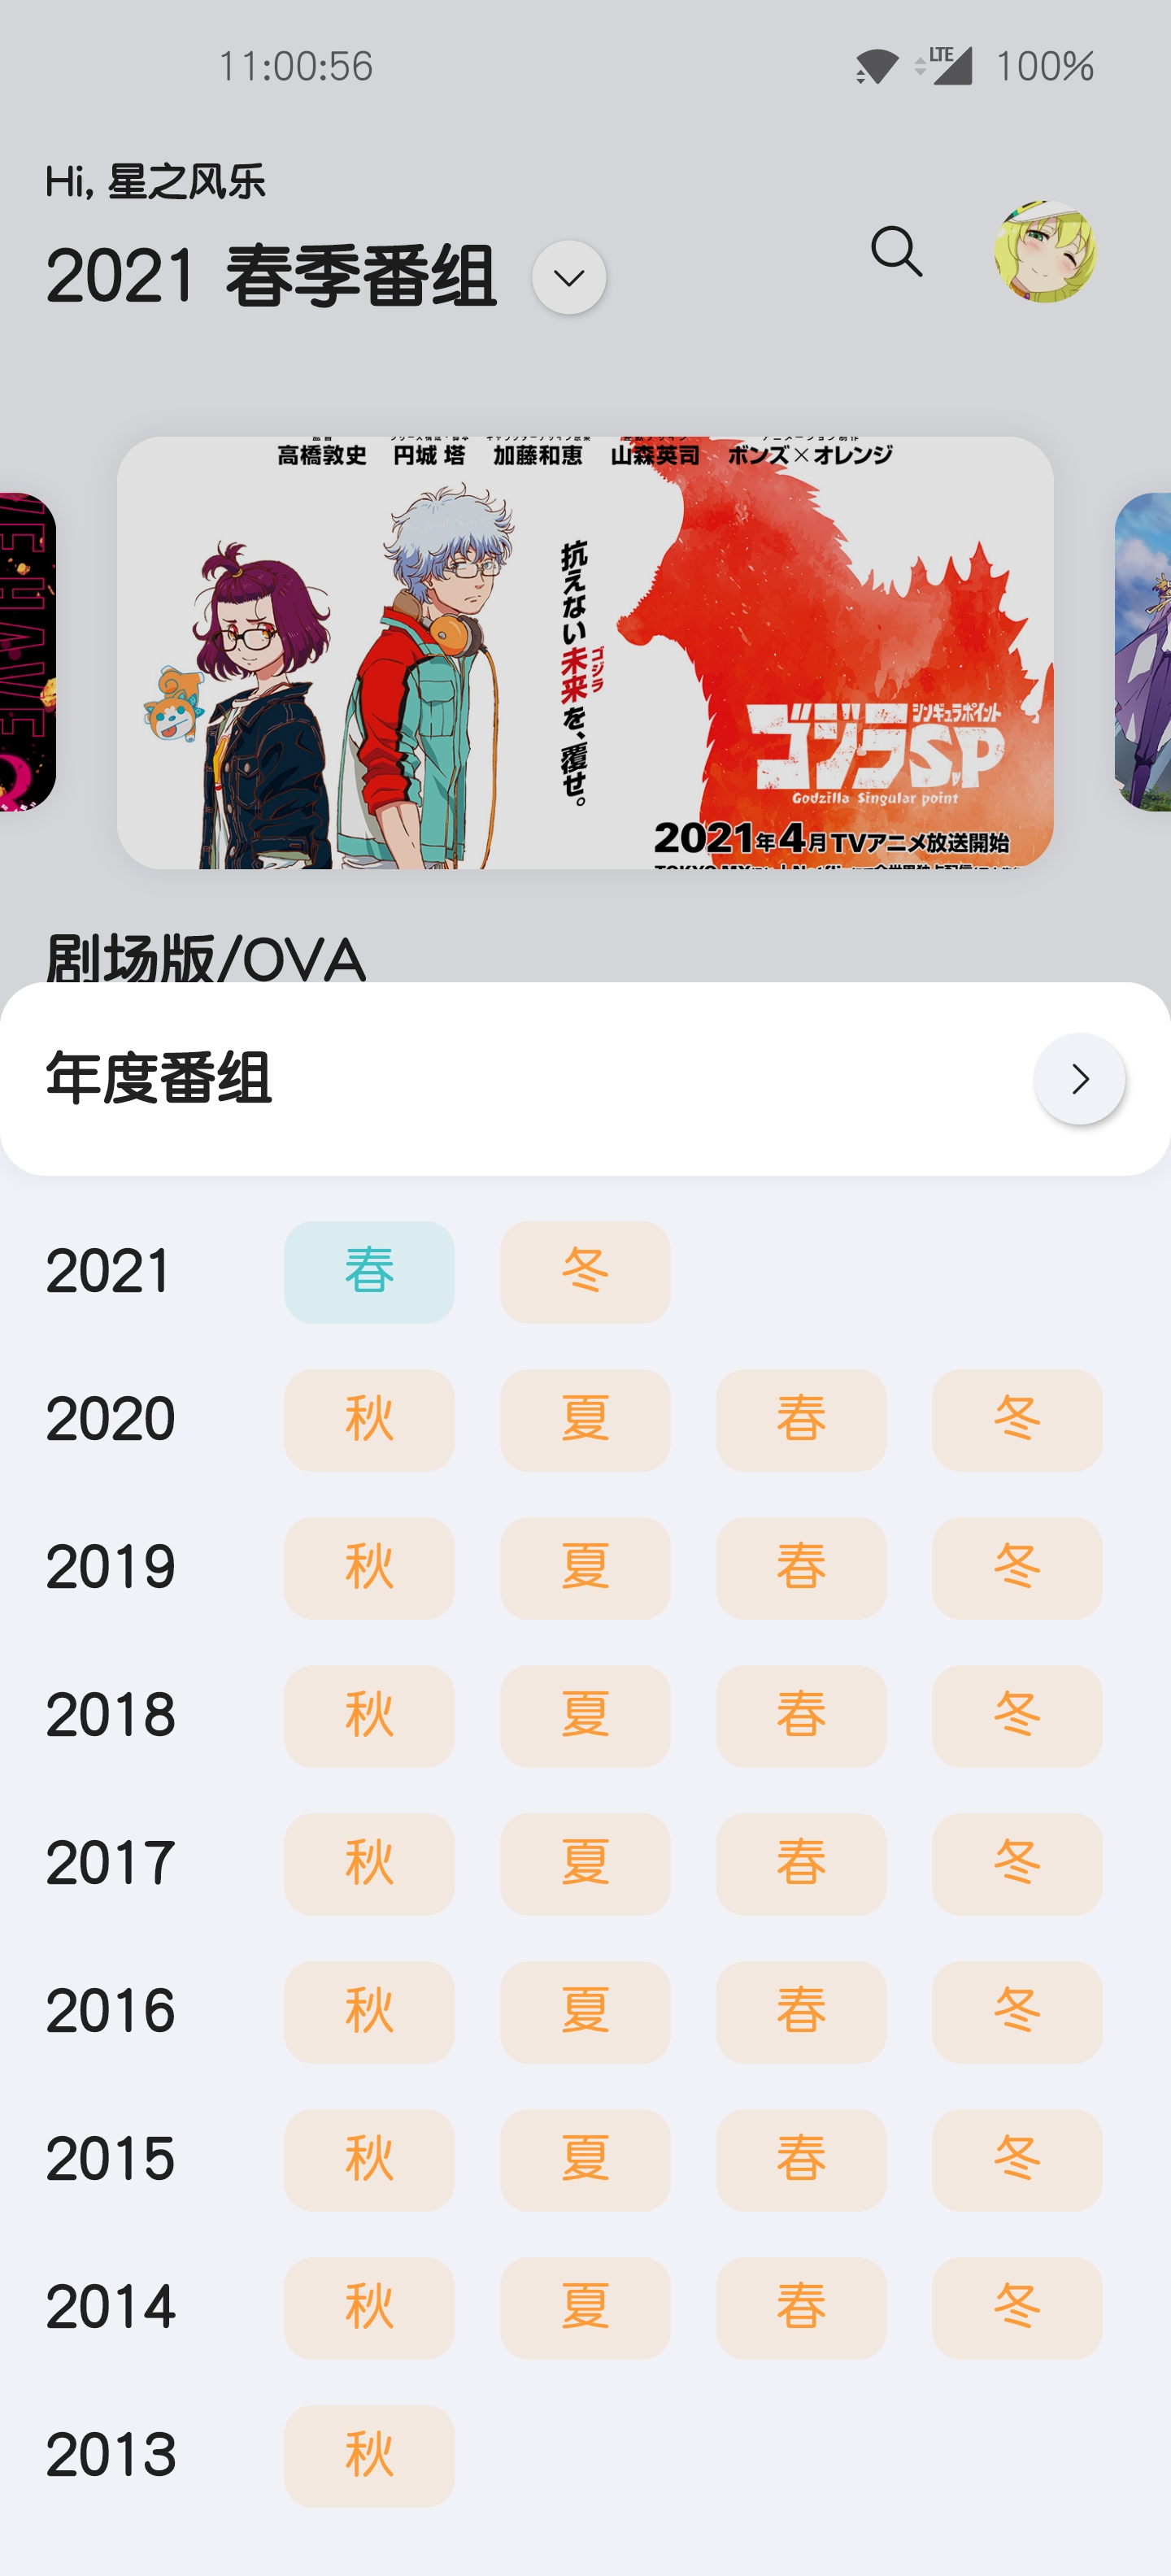 11:00:56
LTE 100%
Hi, 星之风乐
2021 春季番组
高橋敦史 円城 塔 加藤和恵 山森英司 ボンズ×オレンジ
抗えない未来を、覆せ。
ゴジラ
ゴジラSP
シンギュラポイント
Godzilla Singular point
2021年4月TVアニメ放送開始
剧场版/OVA
年度番组
2021 春 冬
2020 秋 夏 春 冬
2019 秋 夏 春 冬
2018 秋 夏 春 冬
2017 秋 夏 春 冬
2016 秋 夏 春 冬
2015 秋 夏 春 冬
2014 秋 夏 春 冬
2013 秋